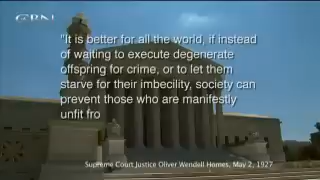 CBN
"It is better for all the world, if instead
of waiting to execute degenerate
offspring for crime, or to let them
starve for their imbecility, society can
prevent those who are manifestly
unfit fro
Supreme Court Justice Oliver Wendell Homes, May 2, 1927